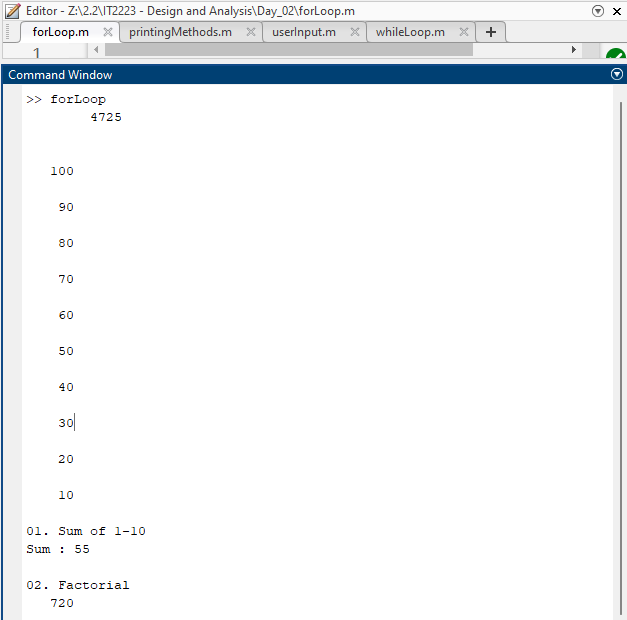 Editor - Z:\2.2\IT2223 - Design and Analysis\Day_02\forLoop.m
forLoop.m printingMethods.m userInput.m whileLoop.m
1
Command Window
>> forLoop
4725
100
90
80
70
60
50
40
30
20
10
01. Sum of 1-10
Sum : 55
02. Factorial
720